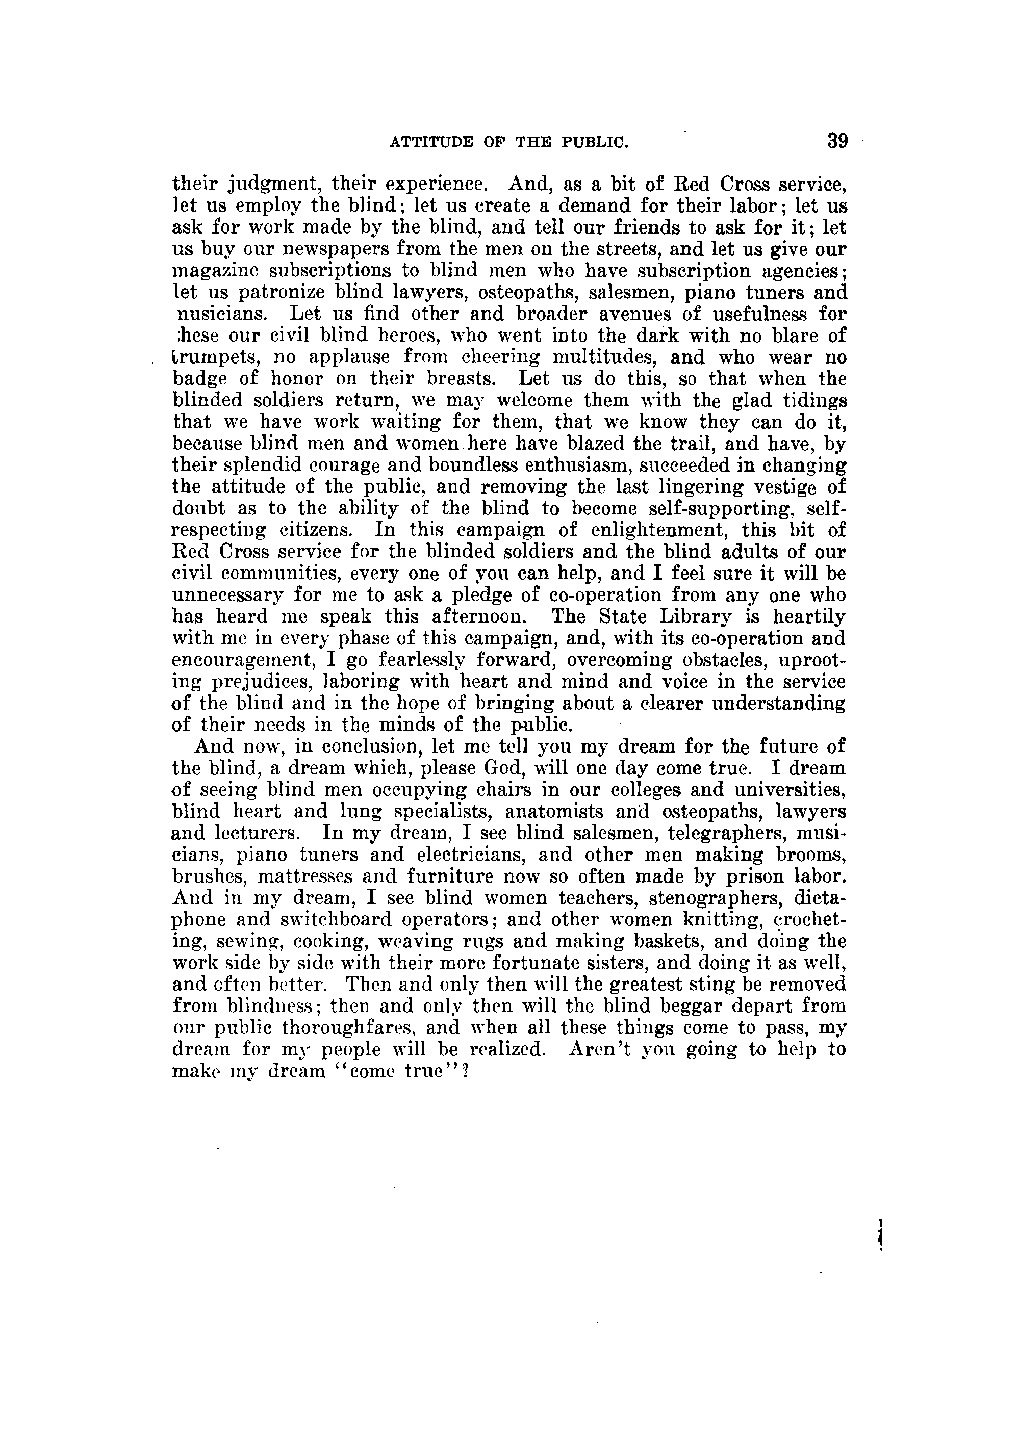 ATTITUDE OF THE PUBLIC. 39
their judgment, their experience. And, as a bit of Red Cross service,
let us employ the blind; let us create a demand for their labor; let us
ask for work made by the blind, and tell our friends to ask for it; let
us buy our newspapers from the men on the streets, and let us give our
magazine subscriptions to blind men who have subscription agencies;
let us patronize blind lawyers, osteopaths, salesmen, piano tuners and
nusicians. Let us find other and broader avenues of usefulness for
:hese our civil blind heroes, who went into the dark with no blare of
trumpets, no applause from cheering multitudes, and who wear no
badge of honor on their breasts. Let us do this, so that when the
blinded soldiers return, we may welcome them with the glad tidings
that we have work waiting for them, that we know they can do it,
because blind men and women here have blazed the trail, and have, by
their splendid courage and boundless enthusiasm, succeeded in changing
the attitude of the public, and removing the last lingering vestige of
doubt as to the ability of the blind to become self-supporting, self-
respecting citizens. In this campaign of enlightenment, this bit of
Red Cross service for the blinded soldiers and the blind adults of our
civil communities, every one of you can help, and I feel sure it will be
unnecessary for me to ask a pledge of co-operation from any one who
has heard me speak this afternoon. The State Library is heartily
with me in every phase of this campaign, and, with its co-operation and
encouragement, I go fearlessly forward, overcoming obstacles, uproot-
ing prejudices, laboring with heart and mind and voice in the service
of the blind and in the hope of bringing about a clearer understanding
of their needs in the minds of the public.
And now, in conclusion, let me tell you my dream for the future of
the blind, a dream which, please God, will one day come true. I dream
of seeing blind men occupying chairs in our colleges and universities,
blind heart and lung specialists, anatomists and osteopaths, lawyers
and lecturers. In my dream, I see blind salesmen, telegraphers, musi-
cians, piano tuners and electricians, and other men making brooms,
brushes, mattresses and furniture now so often made by prison labor.
And in my dream, I see blind women teachers, stenographers, dicta-
phone and switchboard operators; and other women knitting, crochet-
ing, sewing, cooking, weaving rugs and making baskets, and doing the
work side by side with their more fortunate sisters, and doing it as well,
and often better. Then and only then will the greatest sting be removed
from blindness; then and only then will the blind beggar depart from
our public thoroughfares, and when all these things come to pass, my
dream for my people will be realized. Aren't you going to help to
make my dream "come true"?